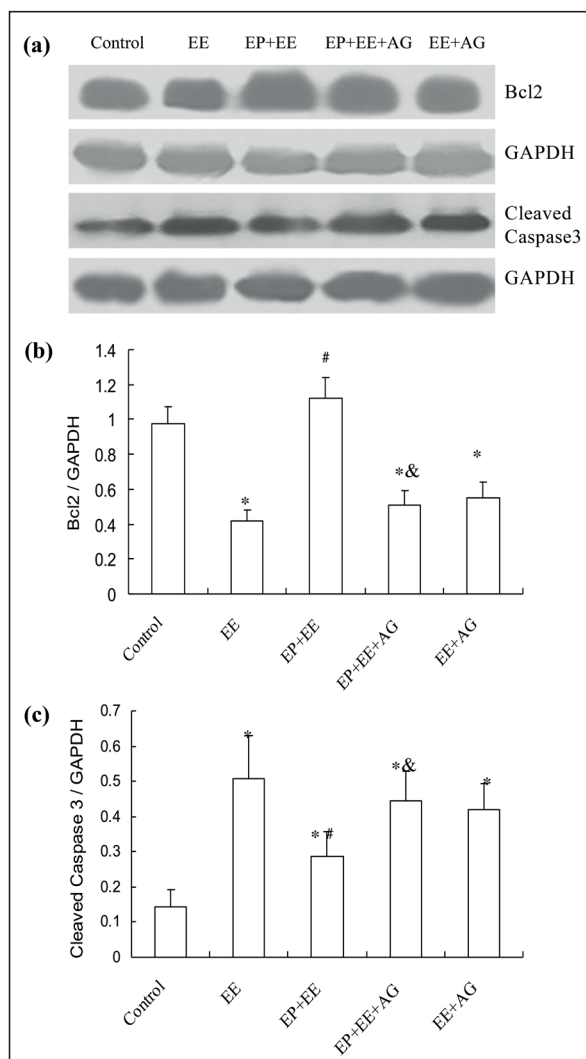 (a) Control EE EP+EE EP+EE+AG EE+AG
Bcl2
GAPDH
Cleaved
Caspase3
GAPDH
(b)
Bcl2 / GAPDH
1.4
1.2
1
0.8
0.6
0.4
0.2
0
*
#
*&
*
Control
EE
EP+EE
EP+EE+AG
EE+AG
(c)
Cleaved Caspase 3 / GAPDH
0.7
0.6
0.5
0.4
0.3
0.2
0.1
0
*
*#
*&
*
Control
EE
EP+EE
EP+EE+AG
EE+AG